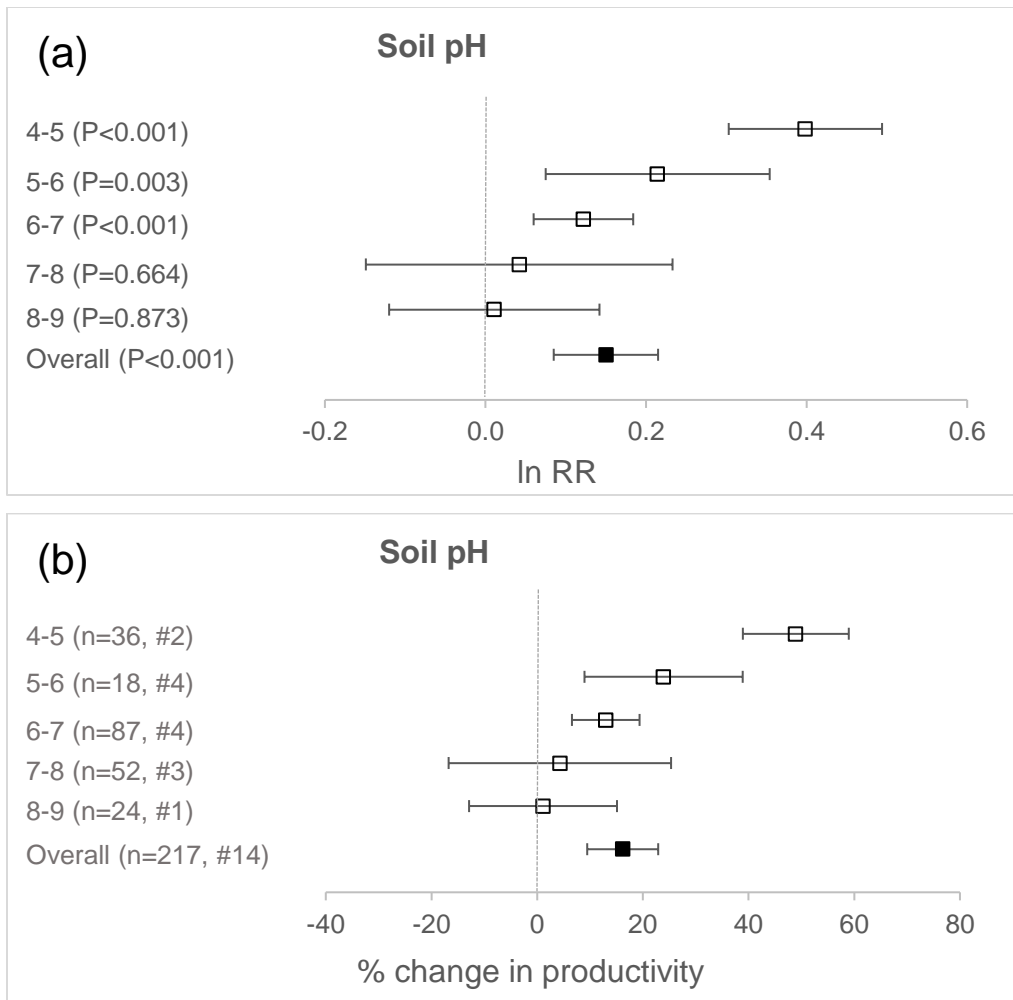 (a)
Soil pH
4-5 (P<0.001)
5-6 (P=0.003)
6-7 (P<0.001)
7-8 (P=0.664)
8-9 (P=0.873)
Overall (P<0.001)
-0.2 0.0 0.2 0.4 0.6
ln RR
(b)
Soil pH
4-5 (n=36, #2)
5-6 (n=18, #4)
6-7 (n=87, #4)
7-8 (n=52, #3)
8-9 (n=24, #1)
Overall (n=217, #14)
-40 -20 0 20 40 60 80
% change in productivity